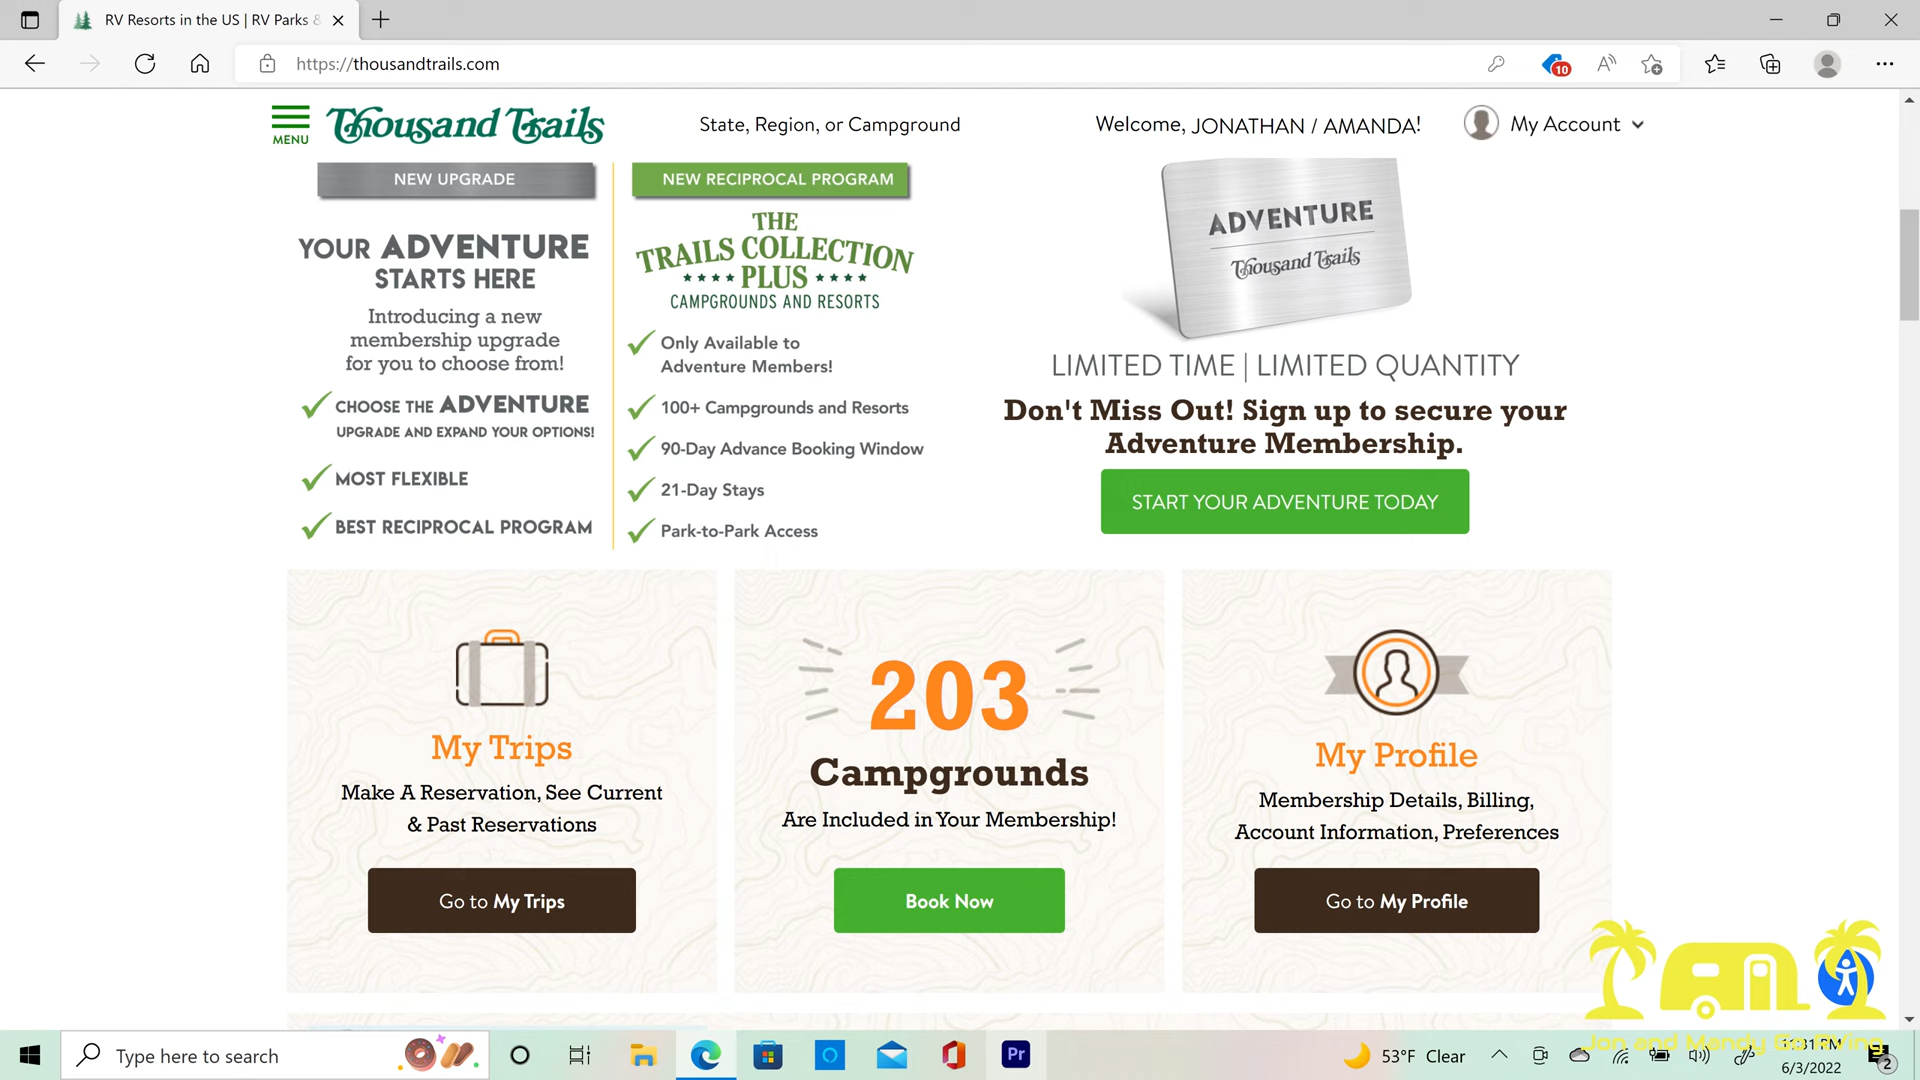 RV Resorts in the US | RV Parks &
https://thousandtrails.com
10
MENU
Thousand Trails
State, Region, or Campground
Welcome, JONATHAN / AMANDA!
My Account
NEW UPGRADE
YOUR ADVENTURE
STARTS HERE
Introducing a new
membership upgrade
for you to choose from!
CHOOSE THE ADVENTURE
UPGRADE AND EXPAND YOUR OPTIONS!
MOST FLEXIBLE
BEST RECIPROCAL PROGRAM
NEW RECIPROCAL PROGRAM
THE
TRAILS COLLECTION
PLUS
CAMPGROUNDS AND RESORTS
Only Available to
Adventure Members!
100+ Campgrounds and Resorts
90-Day Advance Booking Window
21-Day Stays
Park-to-Park Access
ADVENTURE
Thousand Trails
LIMITED TIME | LIMITED QUANTITY
Don't Miss Out! Sign up to secure your
Adventure Membership.
START YOUR ADVENTURE TODAY
My Trips
Make A Reservation, See Current
& Past Reservations
Go to My Trips
203
Campgrounds
Are Included in Your Membership!
Book Now
My Profile
Membership Details, Billing,
Account Information, Preferences
Go to My Profile
Jon and Mandy Go RVing
Type here to search
Pr
53°F Clear
6/3/2022
2